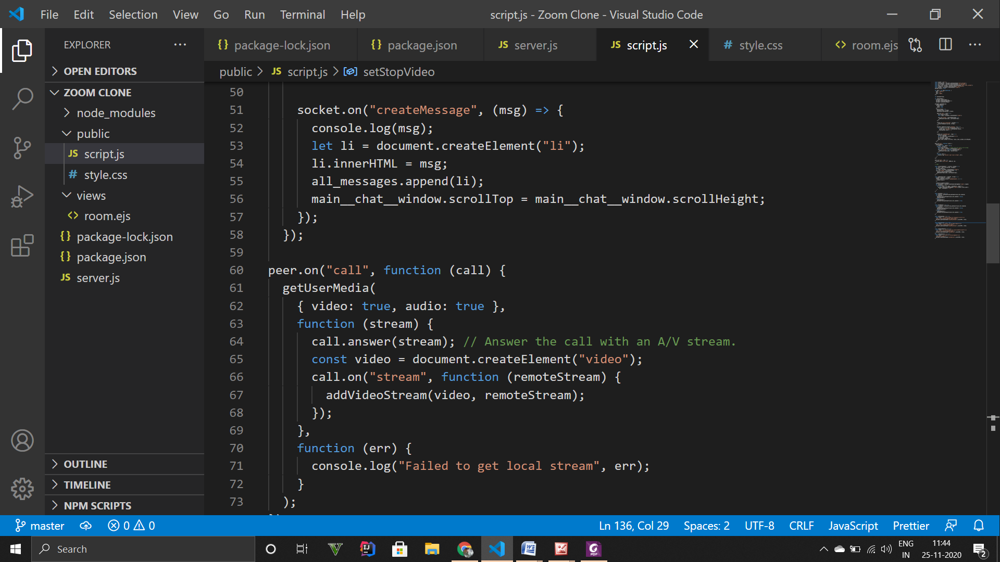 File Edit Selection View Go Run Terminal Help script.js - Zoom Clone - Visual Studio Code
EXPLORER
{} package-lock.json {} package.json JS server.js JS script.js # style.css <> room.ejs
OPEN EDITORS
public > JS script.js > setStopVideo
ZOOM CLONE
node_modules
public
JS script.js
# style.css
views
<> room.ejs
{} package-lock.json
{} package.json
JS server.js
OUTLINE
TIMELINE
NPM SCRIPTS
50
51 socket.on("createMessage", (msg) => {
52 console.log(msg);
53 let li = document.createElement("li");
54 li.innerHTML = msg;
55 all_messages.append(li);
56 main__chat__window.scrollTop = main__chat__window.scrollHeight;
57 });
58 });
59
60 peer.on("call", function (call) {
61 getUserMedia(
62 { video: true, audio: true },
63 function (stream) {
64 call.answer(stream); // Answer the call with an A/V stream.
65 const video = document.createElement("video");
66 call.on("stream", function (remoteStream) {
67 addVideoStream(video, remoteStream);
68 });
69 },
70 function (err) {
71 console.log("Failed to get local stream", err);
72 }
73 );
master 0 0 Ln 136, Col 29 Spaces: 2 UTF-8 CRLF JavaScript Prettier
Search
ENG
IN
11:44
25-11-2020
2